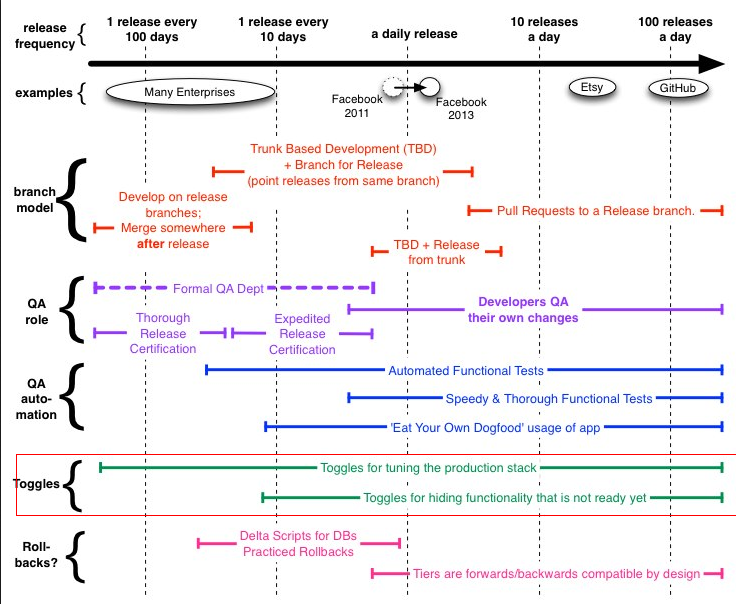 release
frequency
1 release every
100 days
1 release every
10 days
a daily release
10 releases
a day
100 releases
a day
examples
Many Enterprises
Facebook
2011
Facebook
2013
Etsy
GitHub
branch
model
Trunk Based Development (TBD)
+ Branch for Release
(point releases from same branch)
Develop on release
branches;
Merge somewhere
after release
Pull Requests to a Release branch.
TBD + Release
from trunk
QA
role
Formal QA Dept
Developers QA
their own changes
Thorough
Release
Certification
Expedited
Release
Certification
QA
auto-
mation
Automated Functional Tests
Speedy & Thorough Functional Tests
'Eat Your Own Dogfood' usage of app
Toggles
Toggles for tuning the production stack
Toggles for hiding functionality that is not ready yet
Roll-
backs?
Delta Scripts for DBs
Practiced Rollbacks
Tiers are forwards/backwards compatible by design